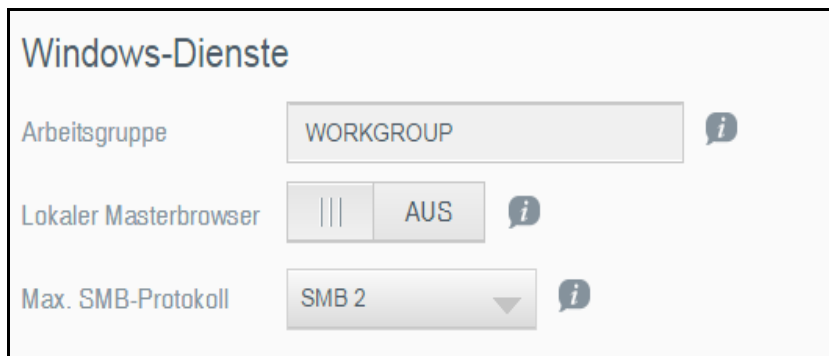 Windows-Dienste
Arbeitsgruppe WORKGROUP
Lokaler Masterbrowser AUS
Max. SMB-Protokoll SMB 2